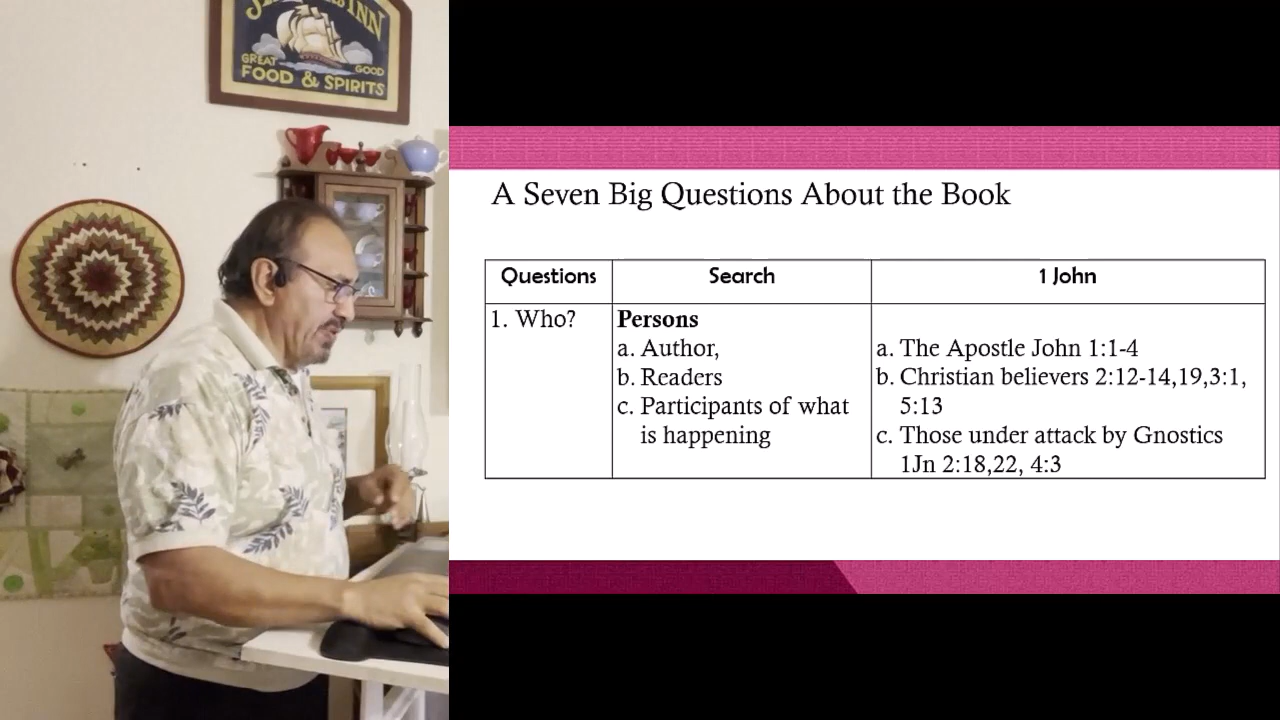 INN
GREAT GOOD
FOOD & SPIRITS
A Seven Big Questions About the Book
Questions Search 1 John
1. Who? Persons
a. Author, a. The Apostle John 1:1-4
b. Readers b. Christian believers 2:12-14,19,3:1,
5:13
c. Participants of what
is happening
c. Those under attack by Gnostics
1Jn 2:18,22, 4:3